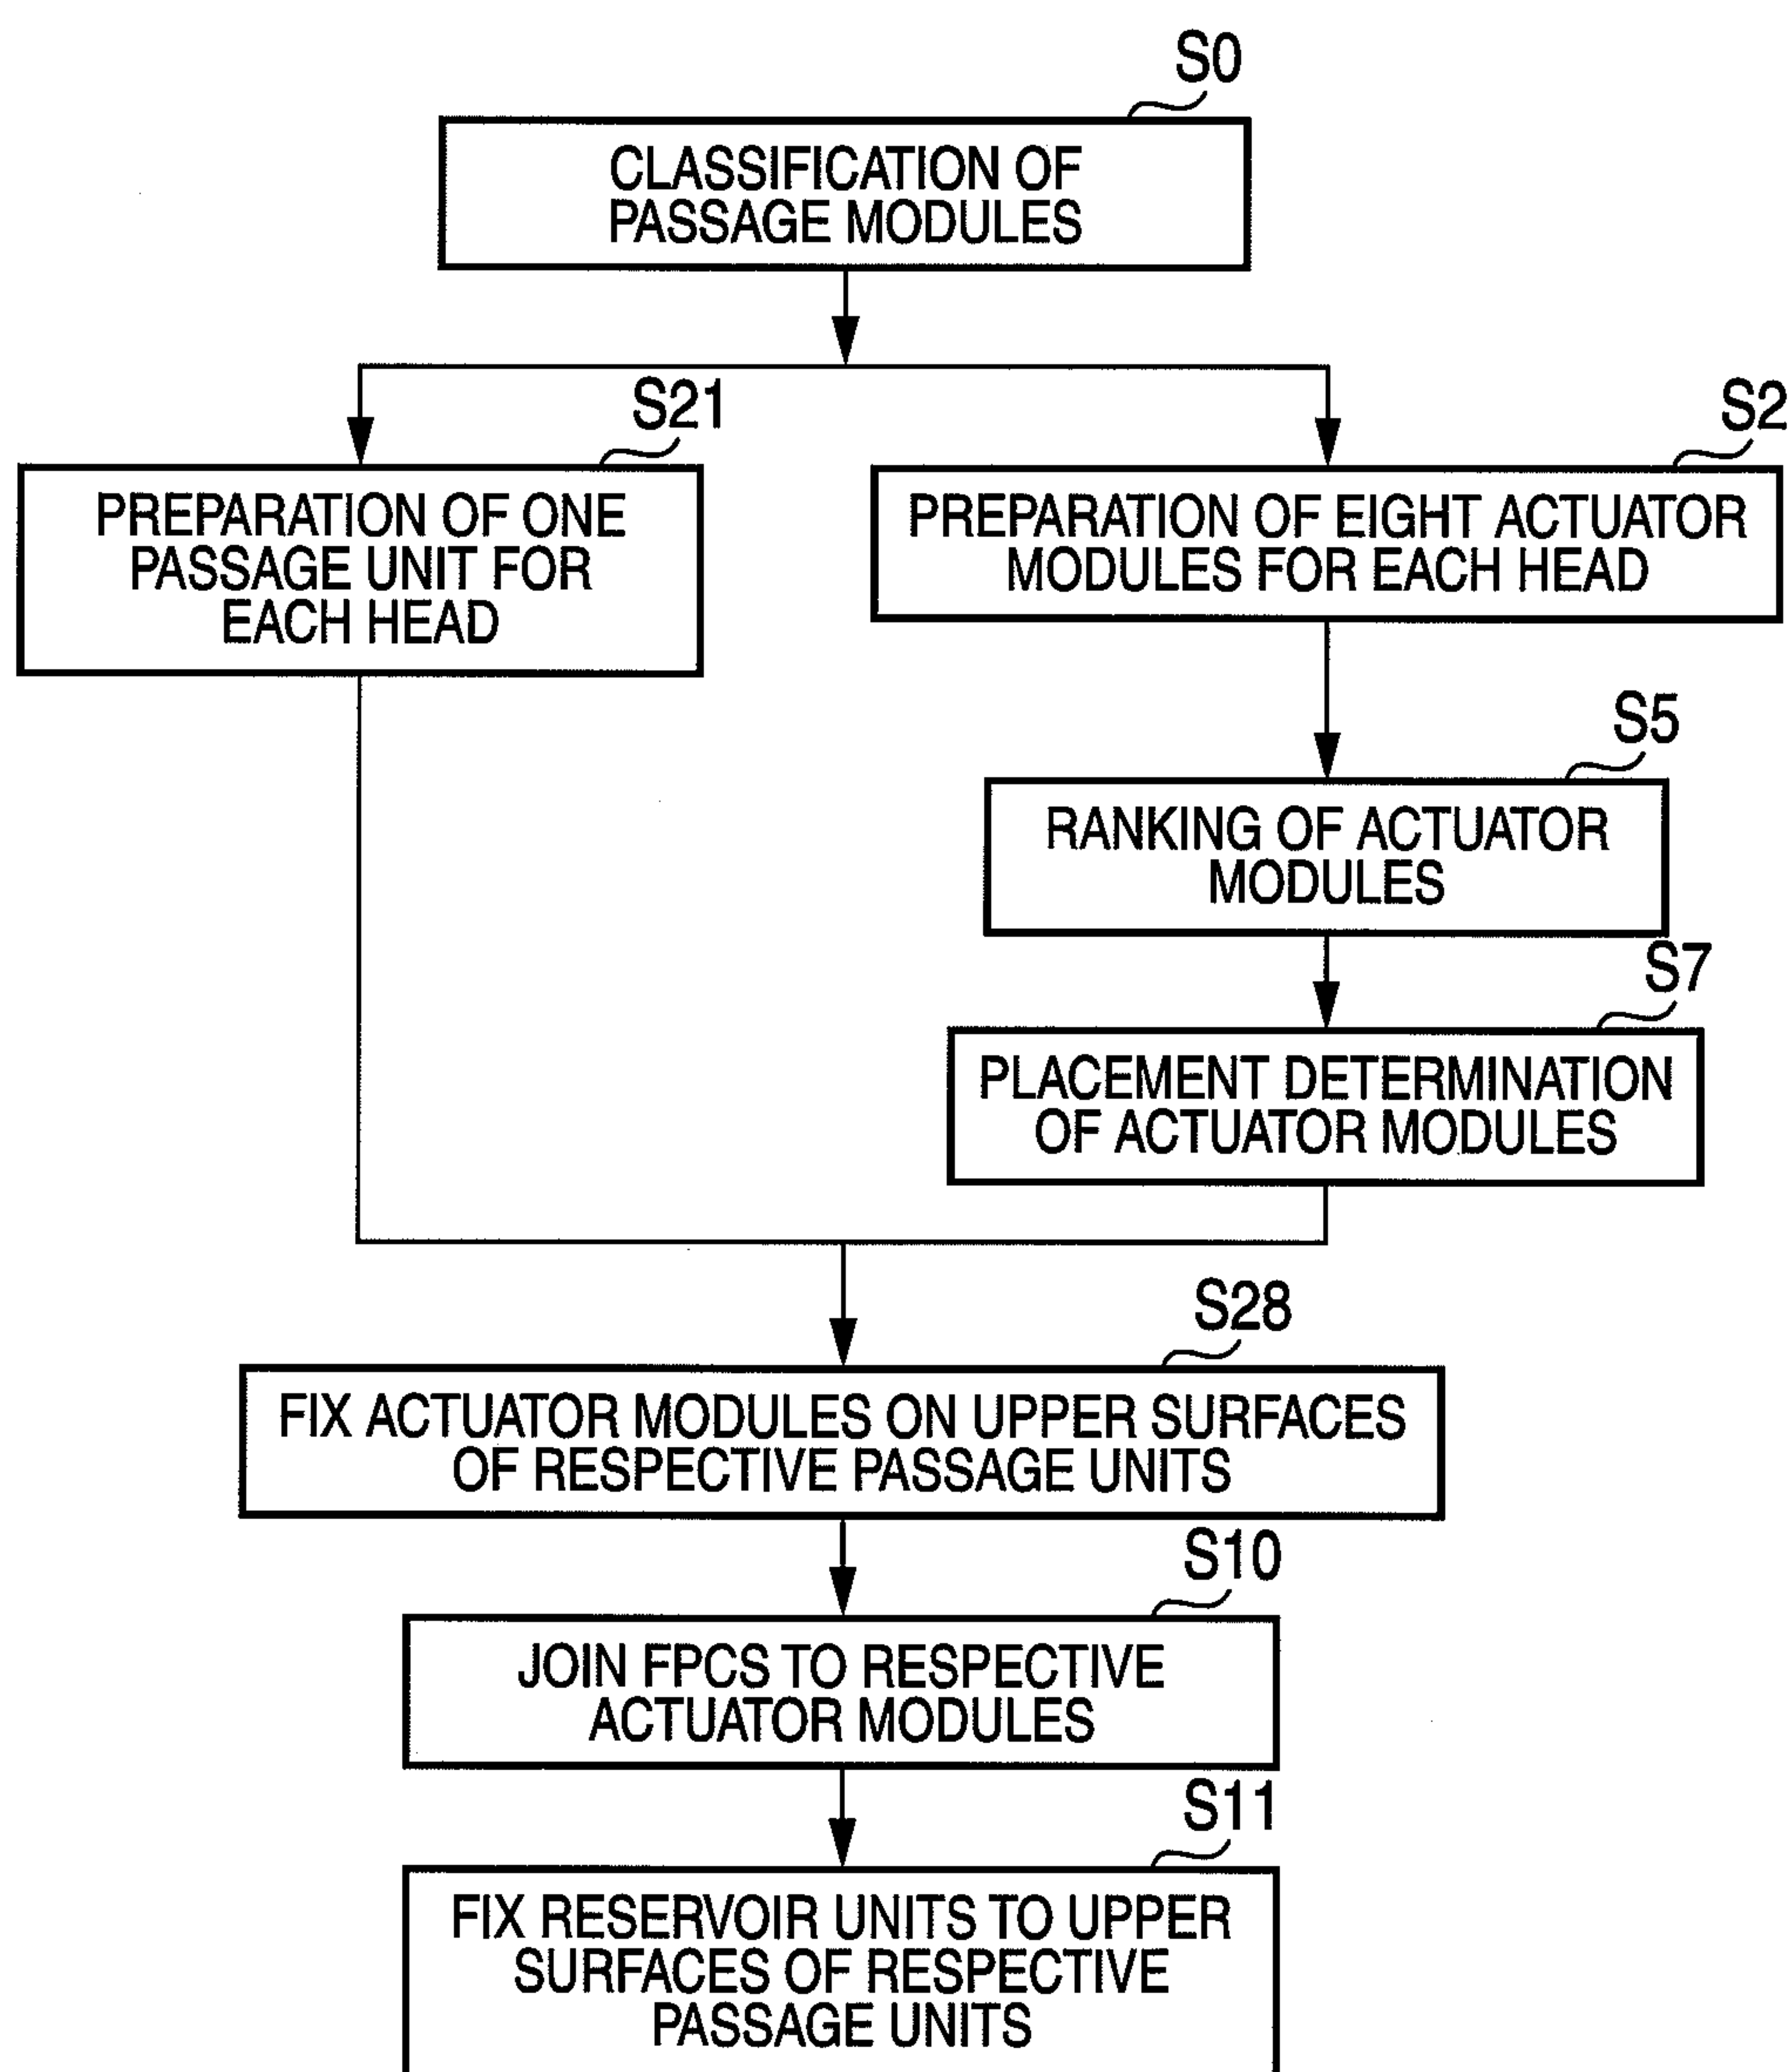 S0
CLASSIFICATION OF
PASSAGE MODULES
S21
PREPARATION OF ONE
PASSAGE UNIT FOR
EACH HEAD
S2
PREPARATION OF EIGHT ACTUATOR
MODULES FOR EACH HEAD
S5
RANKING OF ACTUATOR
MODULES
S7
PLACEMENT DETERMINATION
OF ACTUATOR MODULES
S28
FIX ACTUATOR MODULES ON UPPER SURFACES
OF RESPECTIVE PASSAGE UNITS
S10
JOIN FPCS TO RESPECTIVE
ACTUATOR MODULES
S11
FIX RESERVOIR UNITS TO UPPER
SURFACES OF RESPECTIVE
PASSAGE UNITS